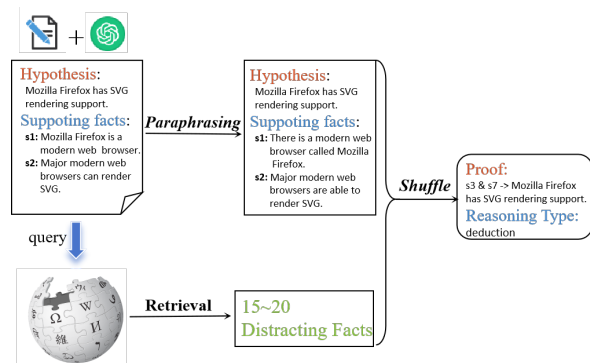 +
Hypothesis:
Mozilla Firefox has SVG
rendering support.
Suppoting facts:
s1: Mozilla Firefox is a
modern web browser.
s2: Major modern web
browsers can render
SVG.
Paraphrasing
Hypothesis:
Mozilla Firefox has SVG
rendering support.
Suppoting facts:
s1: There is a modern web
browser called Mozilla
Firefox.
s2: Major modern web
browsers are able to
render SVG.
Shuffle
Proof:
s3 & s7 -> Mozilla Firefox
has SVG rendering support.
Reasoning Type:
deduction
query
Ω
W
И
維
Retrieval
15~20
Distracting Facts